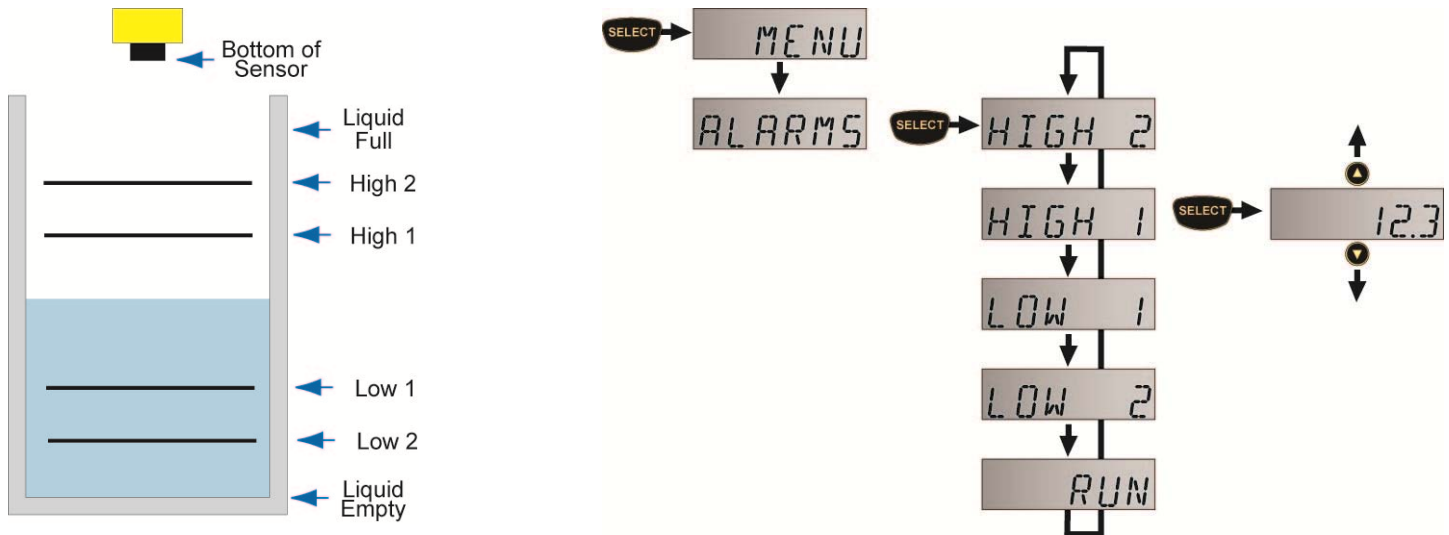 Bottom of
Sensor
Liquid
Full
High 2
High 1
Low 1
Low 2
Liquid
Empty
SELECT
MENU
ALARMS
SELECT
HIGH 2
HIGH 1
LOW 1
LOW 2
RUN
SELECT
12.3